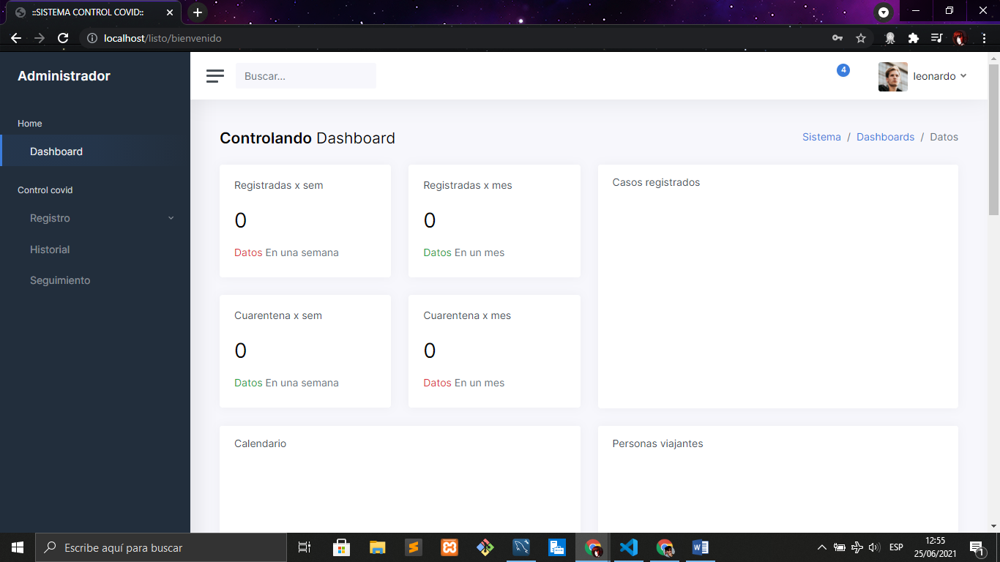 ::SISTEMA CONTROL COVID::
localhost/listo/bienvenido
Administrador
Home
Dashboard
Control covid
Registro
Historial
Seguimiento
Buscar...
4
leonardo
Controlando Dashboard
Sistema / Dashboards / Datos
Registradas x sem
0
Datos En una semana
Registradas x mes
0
Datos En un mes
Casos registrados
Cuarentena x sem
0
Datos En una semana
Cuarentena x mes
0
Datos En un mes
Calendario
Personas viajantes
Escribe aquí para buscar
ESP
12:55
25/06/2021
1